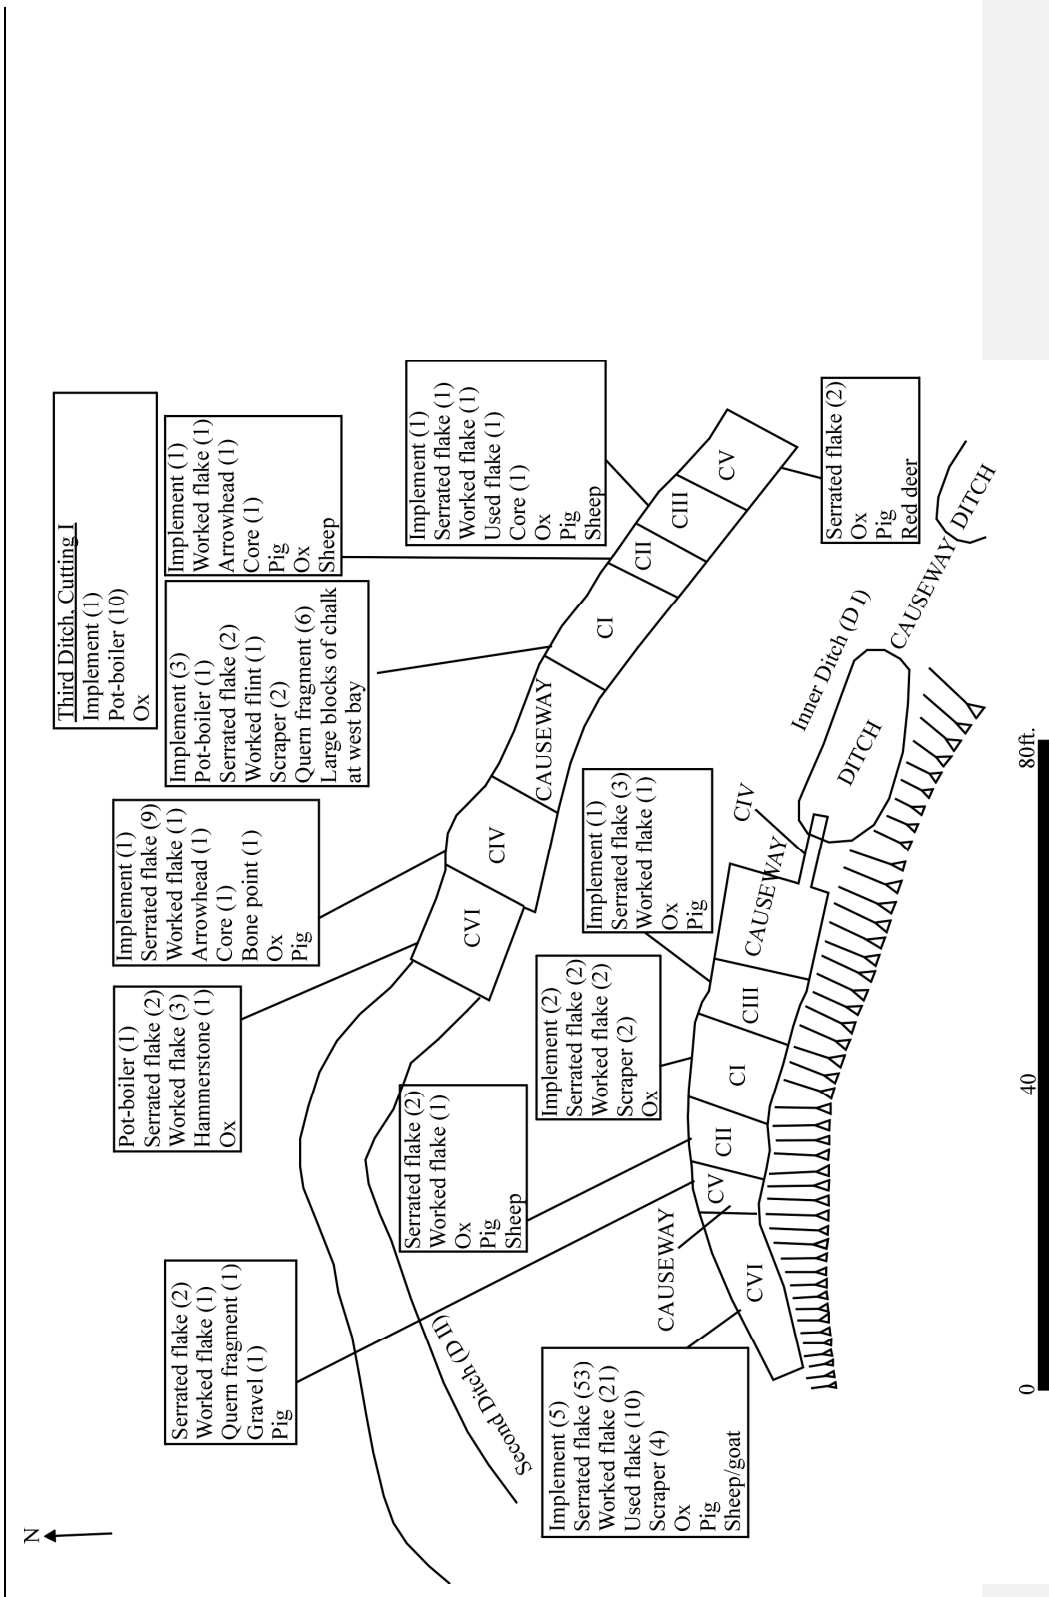 N
Third Ditch, Cutting I
Implement (1)
Pot-boiler (10)
Ox
Serrated flake (2)
Worked flake (1)
Quern fragment (1)
Gravel (1)
Pig
Pot-boiler (1)
Serrated flake (2)
Worked flake (3)
Hammerstone (1)
Ox
Implement (1)
Serrated flake (9)
Worked flake (1)
Arrowhead (1)
Core (1)
Bone point (1)
Ox
Pig
Implement (3)
Pot-boiler (1)
Serrated flake (2)
Worked flint (1)
Scraper (2)
Quern fragment (6)
Large blocks of chalk
at west bay
Implement (1)
Worked flake (1)
Arrowhead (1)
Core (1)
Pig
Ox
Sheep
Implement (1)
Serrated flake (1)
Worked flake (1)
Used flake (1)
Core (1)
Ox
Pig
Sheep
Second Ditch (D II)
CVI
CIV
CAUSEWAY
CI
CII
CIII
CV
Serrated flake (2)
Worked flake (1)
Ox
Pig
Sheep
Implement (2)
Serrated flake (2)
Worked flake (2)
Scraper (2)
Ox
Implement (1)
Serrated flake (3)
Worked flake (1)
Ox
Pig
Serrated flake (2)
Ox
Pig
Red deer
Implement (5)
Serrated flake (53)
Worked flake (21)
Used flake (10)
Scraper (4)
Ox
Pig
Sheep/goat
CAUSEWAY
CVI
CV
CII
CI
CIII
CAUSEWAY
CIV
Inner Ditch (D I)
DITCH
CAUSEWAY
DITCH
0
40
80ft.